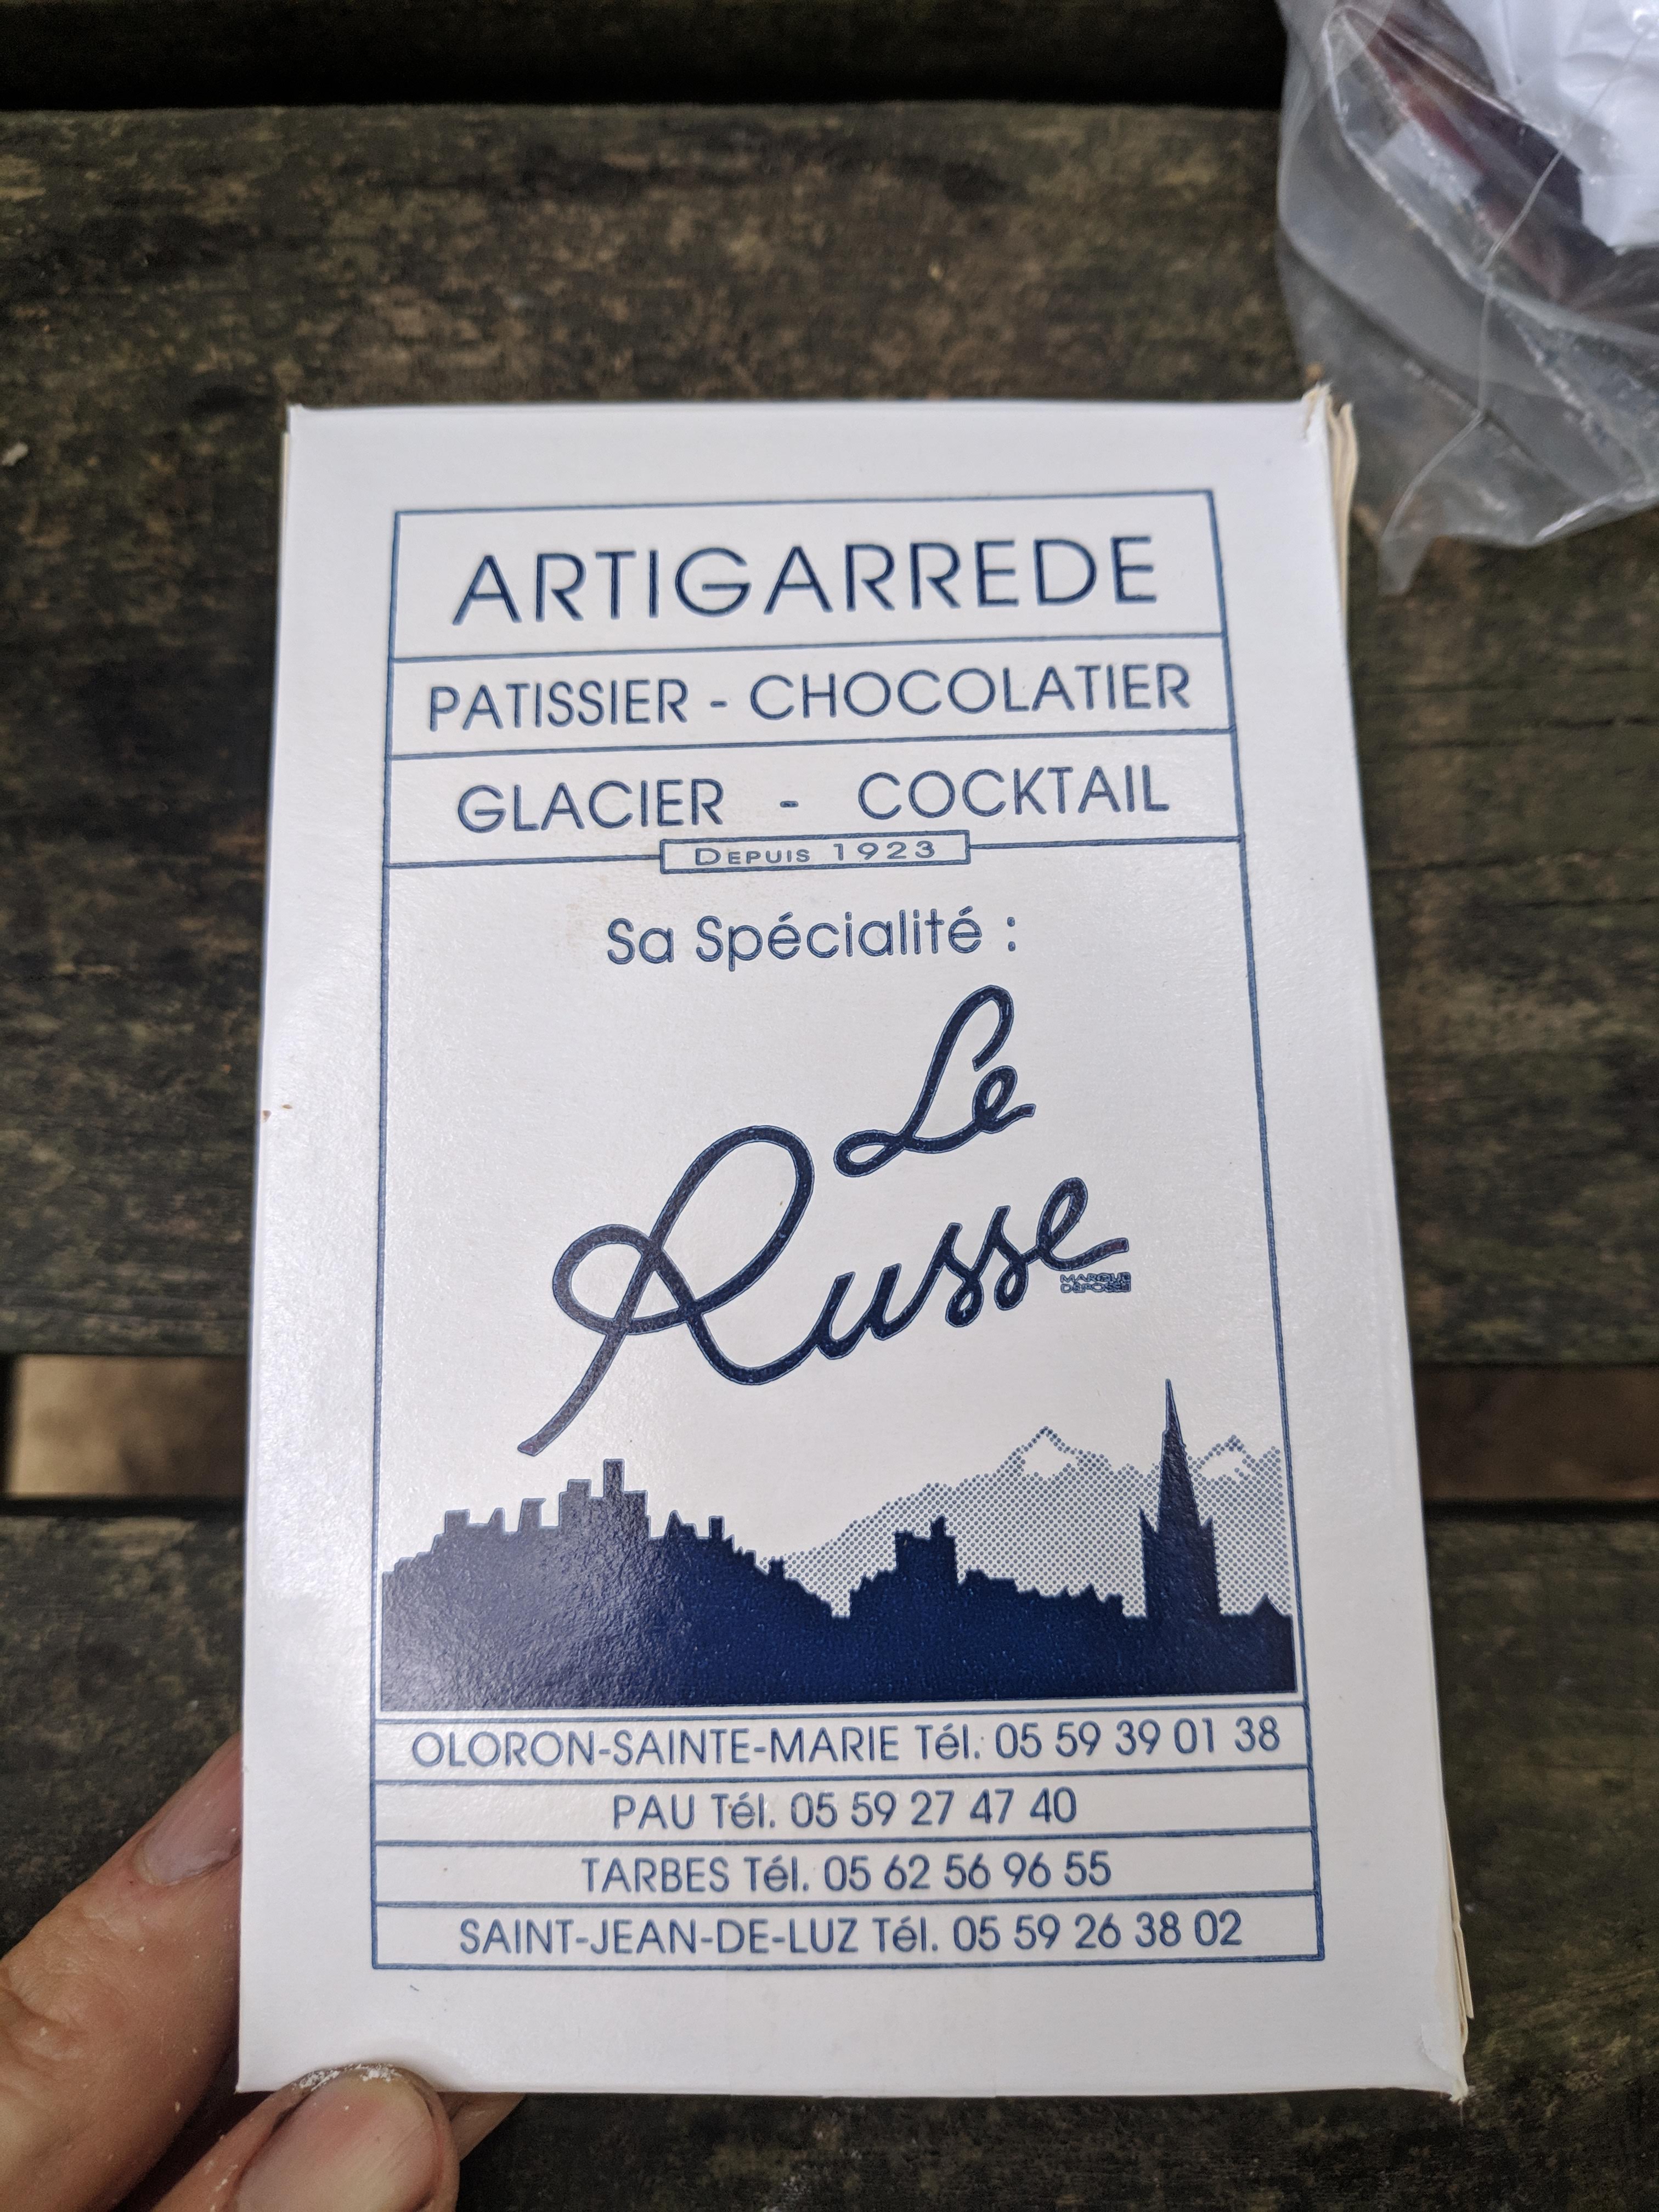 ARTIGARREDE
PATISSIER - CHOCOLATIER
GLACIER - COCKTAIL
DEPUIS 1923
Sa Spécialité :
Le
Russe
MARQUE
DÉPOSÉE
OLORON-SAINTE-MARIE Tél. 05 59 39 01 38
PAU Tél. 05 59 27 47 40
TARBES Tél. 05 62 56 96 55
SAINT-JEAN-DE-LUZ Tél. 05 59 26 38 02